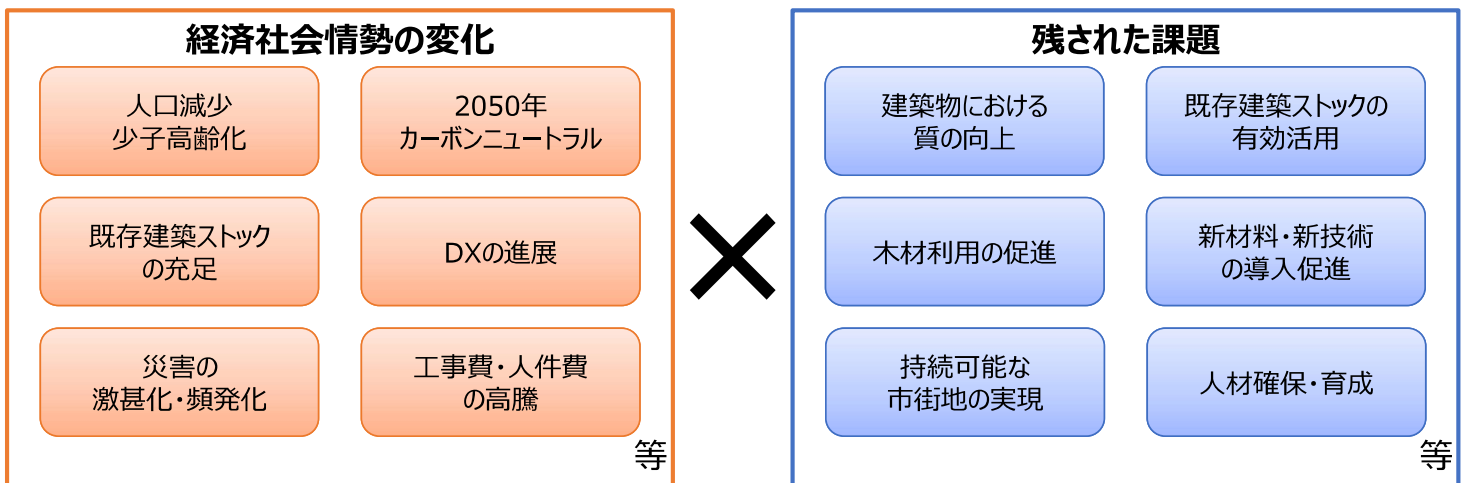 経済社会情勢の変化
人口減少
少子高齢化
2050年
カーボンニュートラル
既存建築ストック
の充足
DXの進展
災害の
激甚化・頻発化
工事費・人件費
の高騰
等
×
残された課題
建築物における
質の向上
既存建築ストックの
有効活用
木材利用の促進
新材料・新技術
の導入促進
持続可能な
市街地の実現
人材確保・育成
等